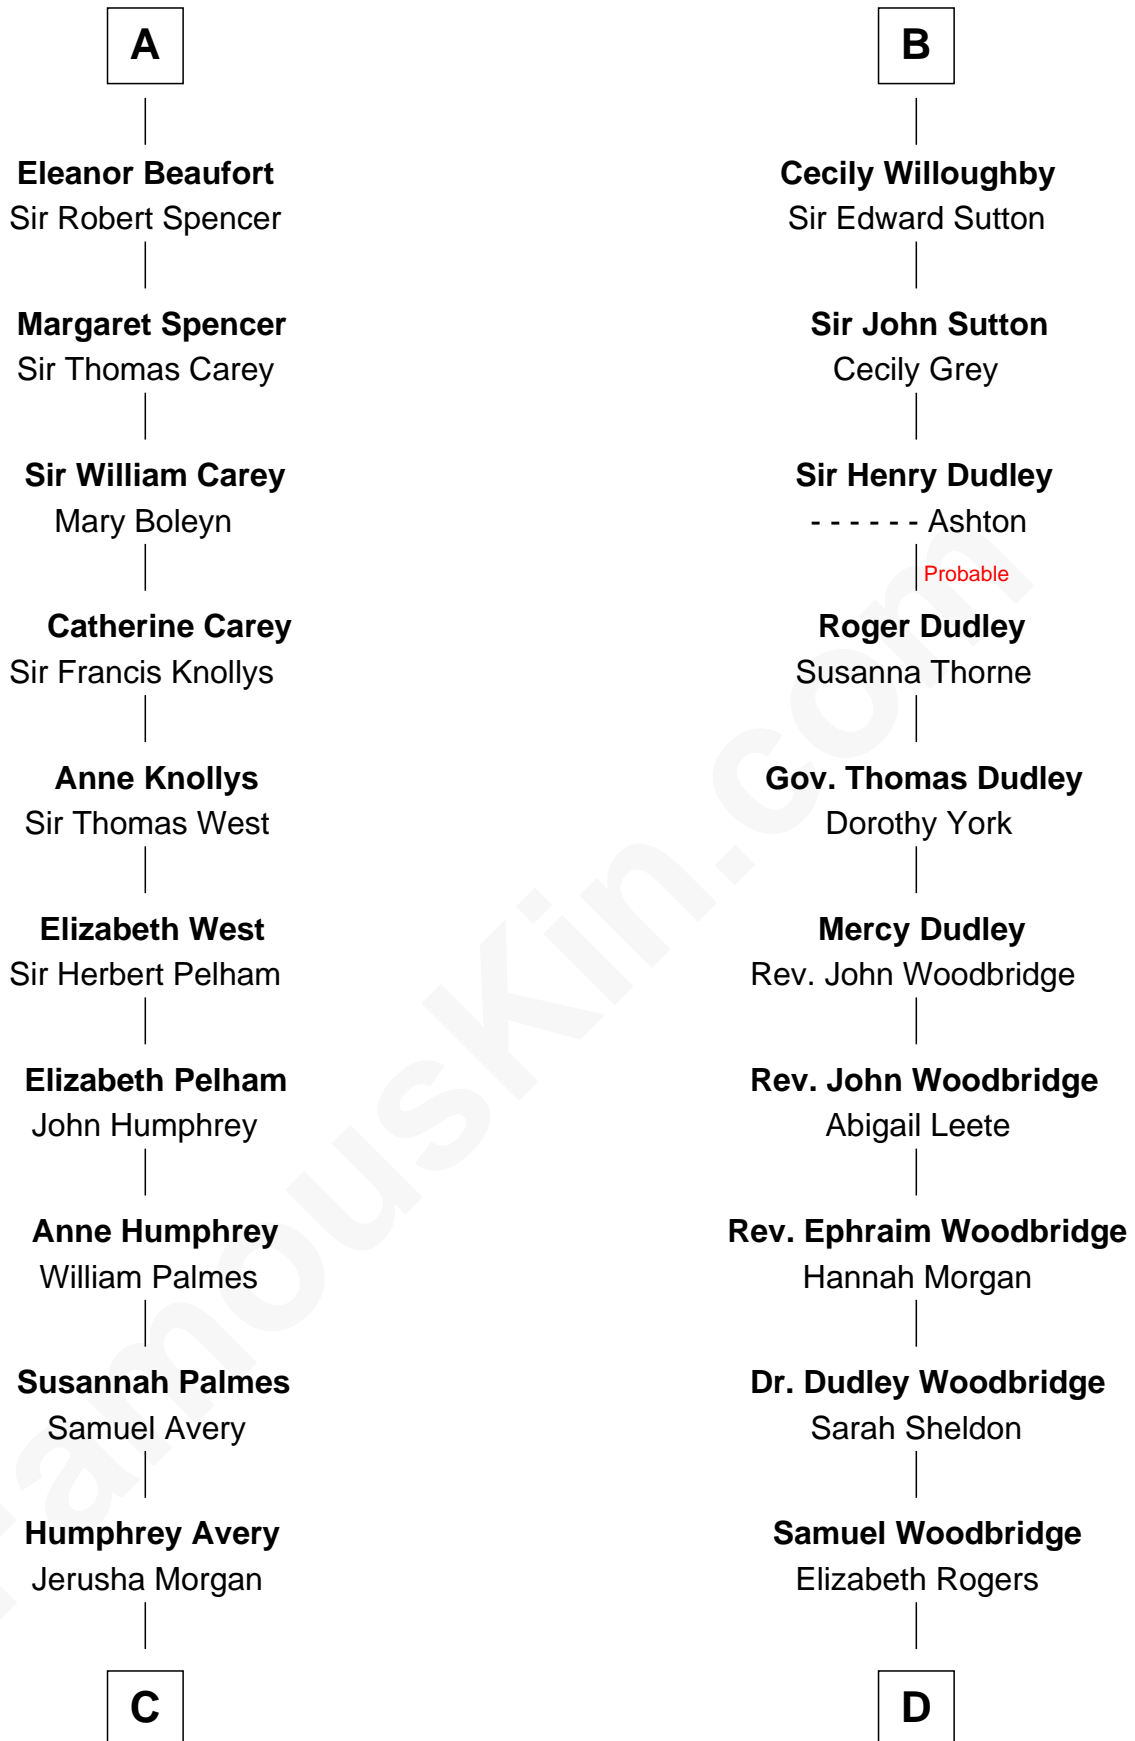 A
Eleanor Beaufort
Sir Robert Spencer
Margaret Spencer
Sir Thomas Carey
Sir William Carey
Mary Boleyn
Catherine Carey
Sir Francis Knollys
Anne Knollys
Sir Thomas West
Elizabeth West
Sir Herbert Pelham
Elizabeth Pelham
John Humphrey
Anne Humphrey
William Palmes
Susannah Palmes
Samuel Avery
Humphrey Avery
Jerusha Morgan
C
B
Cecily Willoughby
Sir Edward Sutton
Sir John Sutton
Cecily Grey
Sir Henry Dudley
- - - - - - Ashton
Probable
Roger Dudley
Susanna Thorne
Gov. Thomas Dudley
Dorothy York
Mercy Dudley
Rev. John Woodbridge
Rev. John Woodbridge
Abigail Leete
Rev. Ephraim Woodbridge
Hannah Morgan
Dr. Dudley Woodbridge
Sarah Sheldon
Samuel Woodbridge
Elizabeth Rogers
D
FamousKin.com